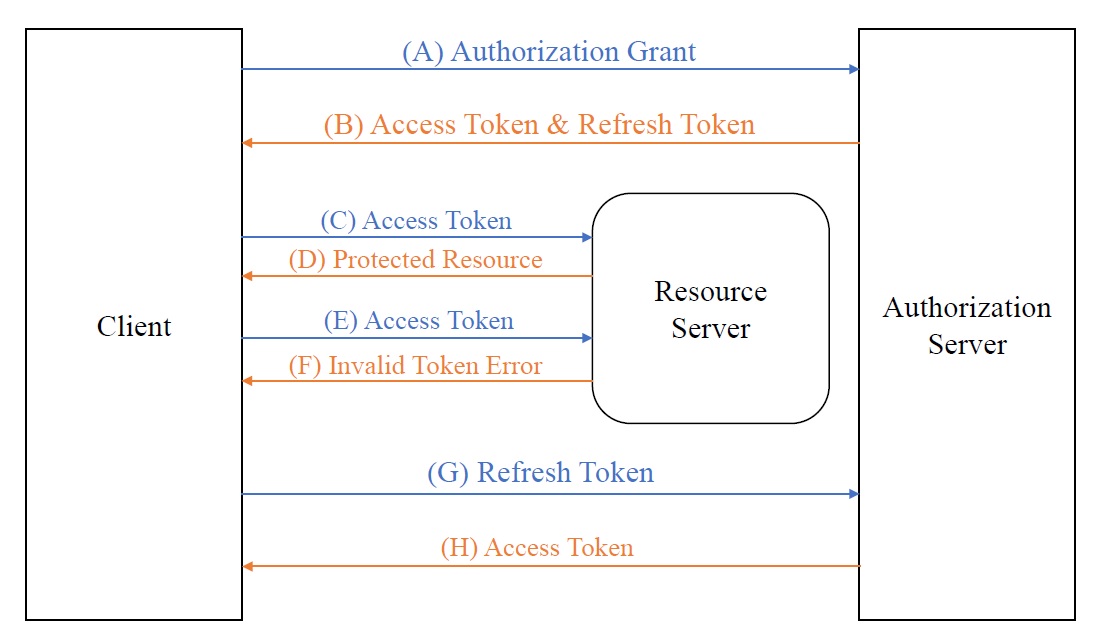 (A) Authorization Grant
(B) Access Token & Refresh Token
(C) Access Token
(D) Protected Resource
(E) Access Token
(F) Invalid Token Error
(G) Refresh Token
(H) Access Token
Client
Resource
Server
Authorization
Server